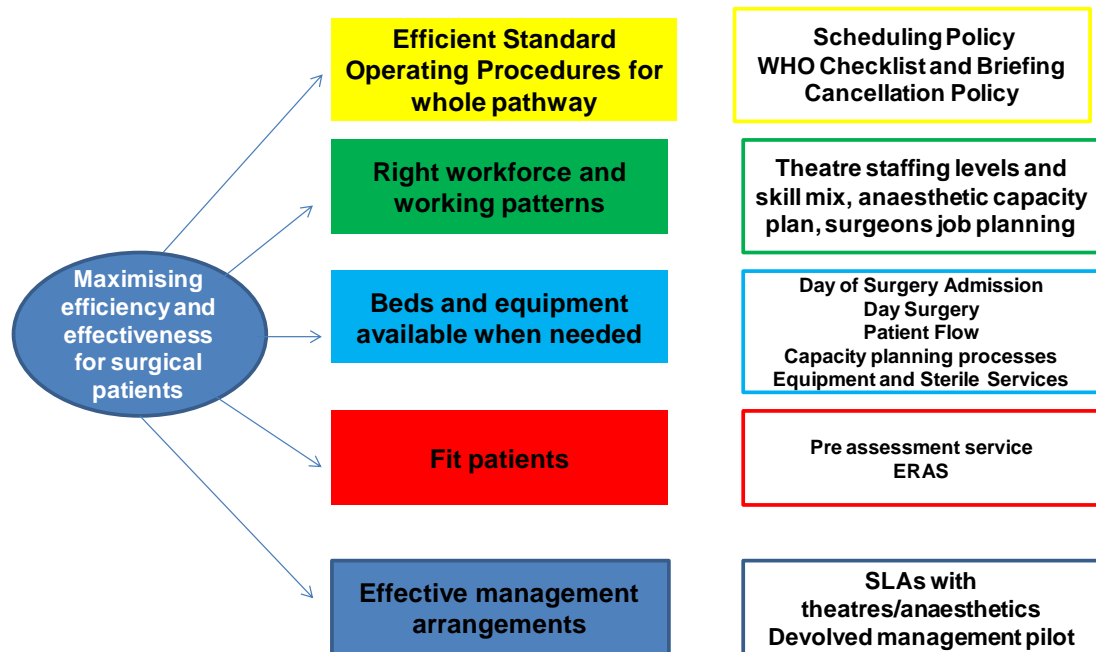 Efficient Standard
Operating Procedures for
whole pathway
Scheduling Policy
WHO Checklist and Briefing
Cancellation Policy
Right workforce and
working patterns
Theatre staffing levels and
skill mix, anaesthetic capacity
plan, surgeons job planning
Maximising
efficiency and
effectiveness
for surgical
patients
Beds and equipment
available when needed
Day of Surgery Admission
Day Surgery
Patient Flow
Capacity planning processes
Equipment and Sterile Services
Fit patients
Pre assessment service
ERAS
Effective management
arrangements
SLAs with
theatres/anaesthetics
Devolved management pilot